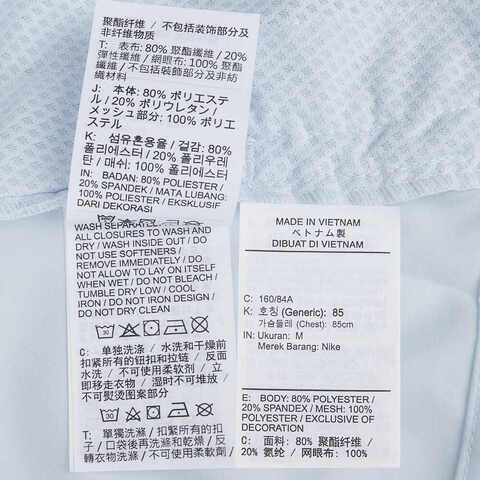 聚酯纤维 / 不包括装饰部分及
非纤维物质
T: 表布: 80% 聚酯纖維 / 20%
彈性纖維 / 網眼布: 100% 聚酯
纖維 / 不包括裝飾部分及非紡
織材料
J: 本体: 80% ポリエステ
ル / 20% ポリウレタン /
メッシュ部分: 100% ポリエ
ステル
K: 섬유혼용율 / 겉감: 80%
폴리에스터 / 20% 폴리우레
탄 / 매쉬: 100% 폴리에스터
IN: BADAN: 80% POLIESTER /
20% SPANDEK / MATA LUBANG:
100% POLIESTER / EKSKLUSIF
DARI DEKORASI
WASH SEPARATELY
ALL CLOSURES TO WASH AND
DRY / WASH INSIDE OUT / DO
NOT USE SOFTENERS /
REMOVE IMMEDIATELY / DO
NOT ALLOW TO LAY ON ITSELF
WHEN WET / DO NOT BLEACH /
TUMBLE DRY LOW / COOL
IRON / DO NOT IRON DESIGN /
DO NOT DRY CLEAN
C: 单独洗涤 / 水洗和干燥前
扣紧所有的钮扣和拉链 / 反面
水洗 / 不可使用柔软剂 / 立
即移走衣物 / 湿时不可堆放 /
不可熨烫图案部分
T: 單獨洗滌 / 扣緊所有的扣
子 / 口袋後再洗滌和乾燥 / 反
轉衣物洗滌 / 不可使用柔軟劑 /
MADE IN VIETNAM
ベトナム製
DIBUAT DI VIETNAM
C: 160/84A
K: 호칭 (Generic): 85
가슴둘레 (Chest): 85cm
IN: Ukuran: M
Merek Barang: Nike
E: BODY: 80% POLYESTER /
20% SPANDEX / MESH: 100%
POLYESTER / EXCLUSIVE OF
DECORATION
C: 面料: 80% 聚酯纤维 /
20% 氨纶 / 网眼布: 100%